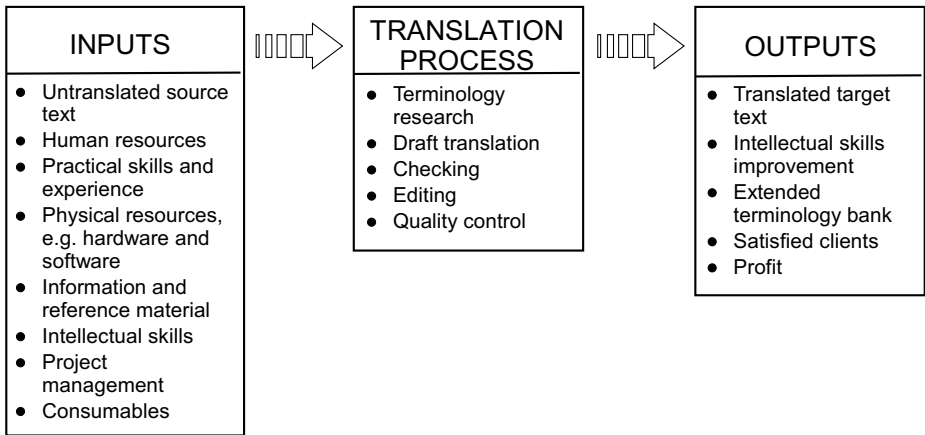 INPUTS
● Untranslated source
text
● Human resources
● Practical skills and
experience
● Physical resources,
e.g. hardware and
software
● Information and
reference material
● Intellectual skills
● Project
management
● Consumables
TRANSLATION
PROCESS
● Terminology
research
● Draft translation
● Checking
● Editing
● Quality control
OUTPUTS
● Translated target
text
● Intellectual skills
improvement
● Extended
terminology bank
● Satisfied clients
● Profit